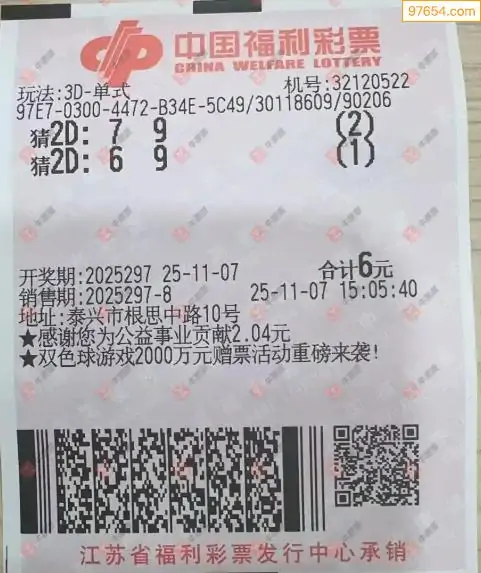 97654.com
中国福利彩票
CHINA WELFARE LOTTERY
玩法:3D-单式 机号:32120522
97E7-0300-4472-B34E-5C49/30118609/90206
猜2D: 7 9 (2)
猜2D: 6 9 (1)
开奖期:2025297 25-11-07 合计6元
销售期:2025297-8 25-11-07 15:05:40
地址:泰兴市根思中路10号
★感谢您为公益事业贡献2.04元
★双色球游戏2000万元赠票活动重磅来袭!
江苏省福利彩票发行中心承销